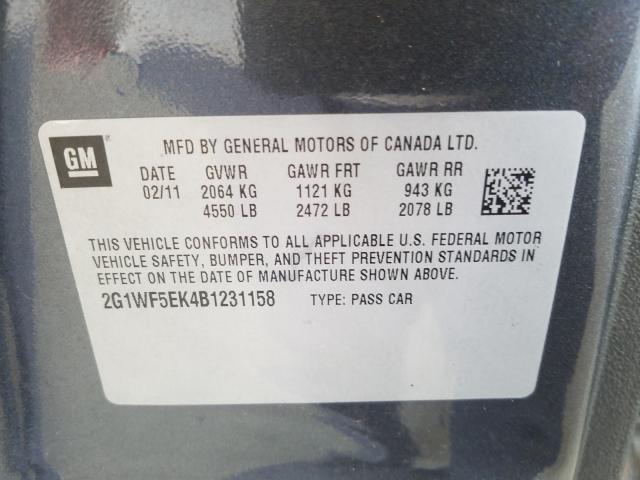 GM
MFD BY GENERAL MOTORS OF CANADA LTD.
DATE GVWR GAWR FRT GAWR RR
02/11 2064 KG 1121 KG 943 KG
4550 LB 2472 LB 2078 LB
THIS VEHICLE CONFORMS TO ALL APPLICABLE U.S. FEDERAL MOTOR
VEHICLE SAFETY, BUMPER, AND THEFT PREVENTION STANDARDS IN
EFFECT ON THE DATE OF MANUFACTURE SHOWN ABOVE.
2G1WF5EK4B1231158 TYPE: PASS CAR